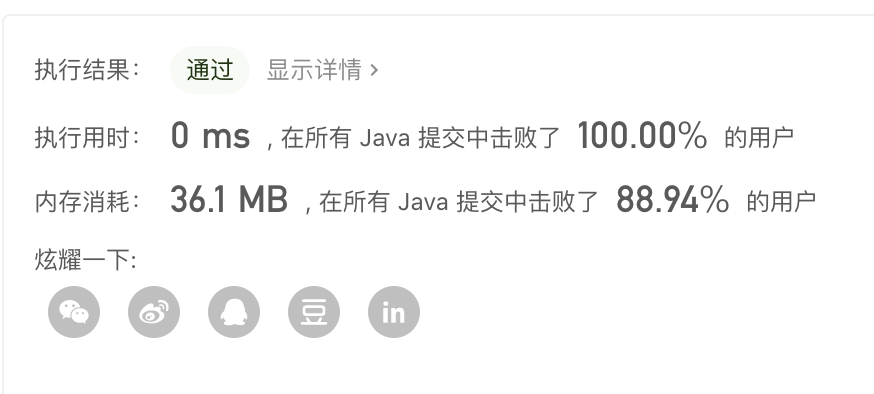 执行结果： 通过 显示详情 >
执行用时： 0 ms , 在所有 Java 提交中击败了 100.00% 的用户
内存消耗： 36.1 MB , 在所有 Java 提交中击败了 88.94% 的用户
炫耀一下:
豆 in